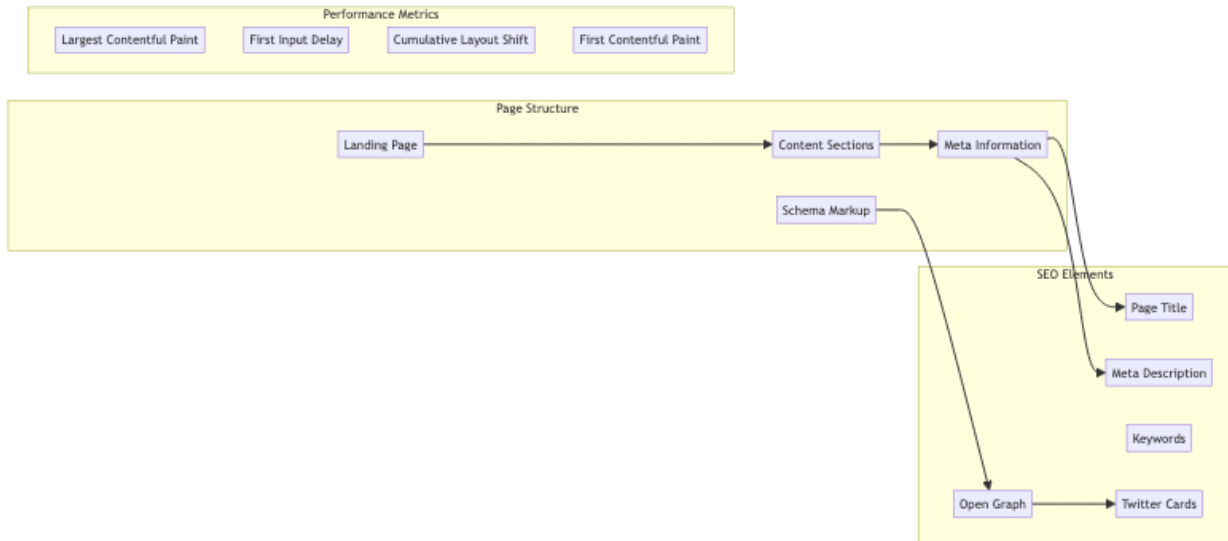 Performance Metrics
Largest Contentful Paint
First Input Delay
Cumulative Layout Shift
First Contentful Paint
Page Structure
Landing Page
Content Sections
Meta Information
Schema Markup
SEO Elements
Page Title
Meta Description
Keywords
Open Graph
Twitter Cards